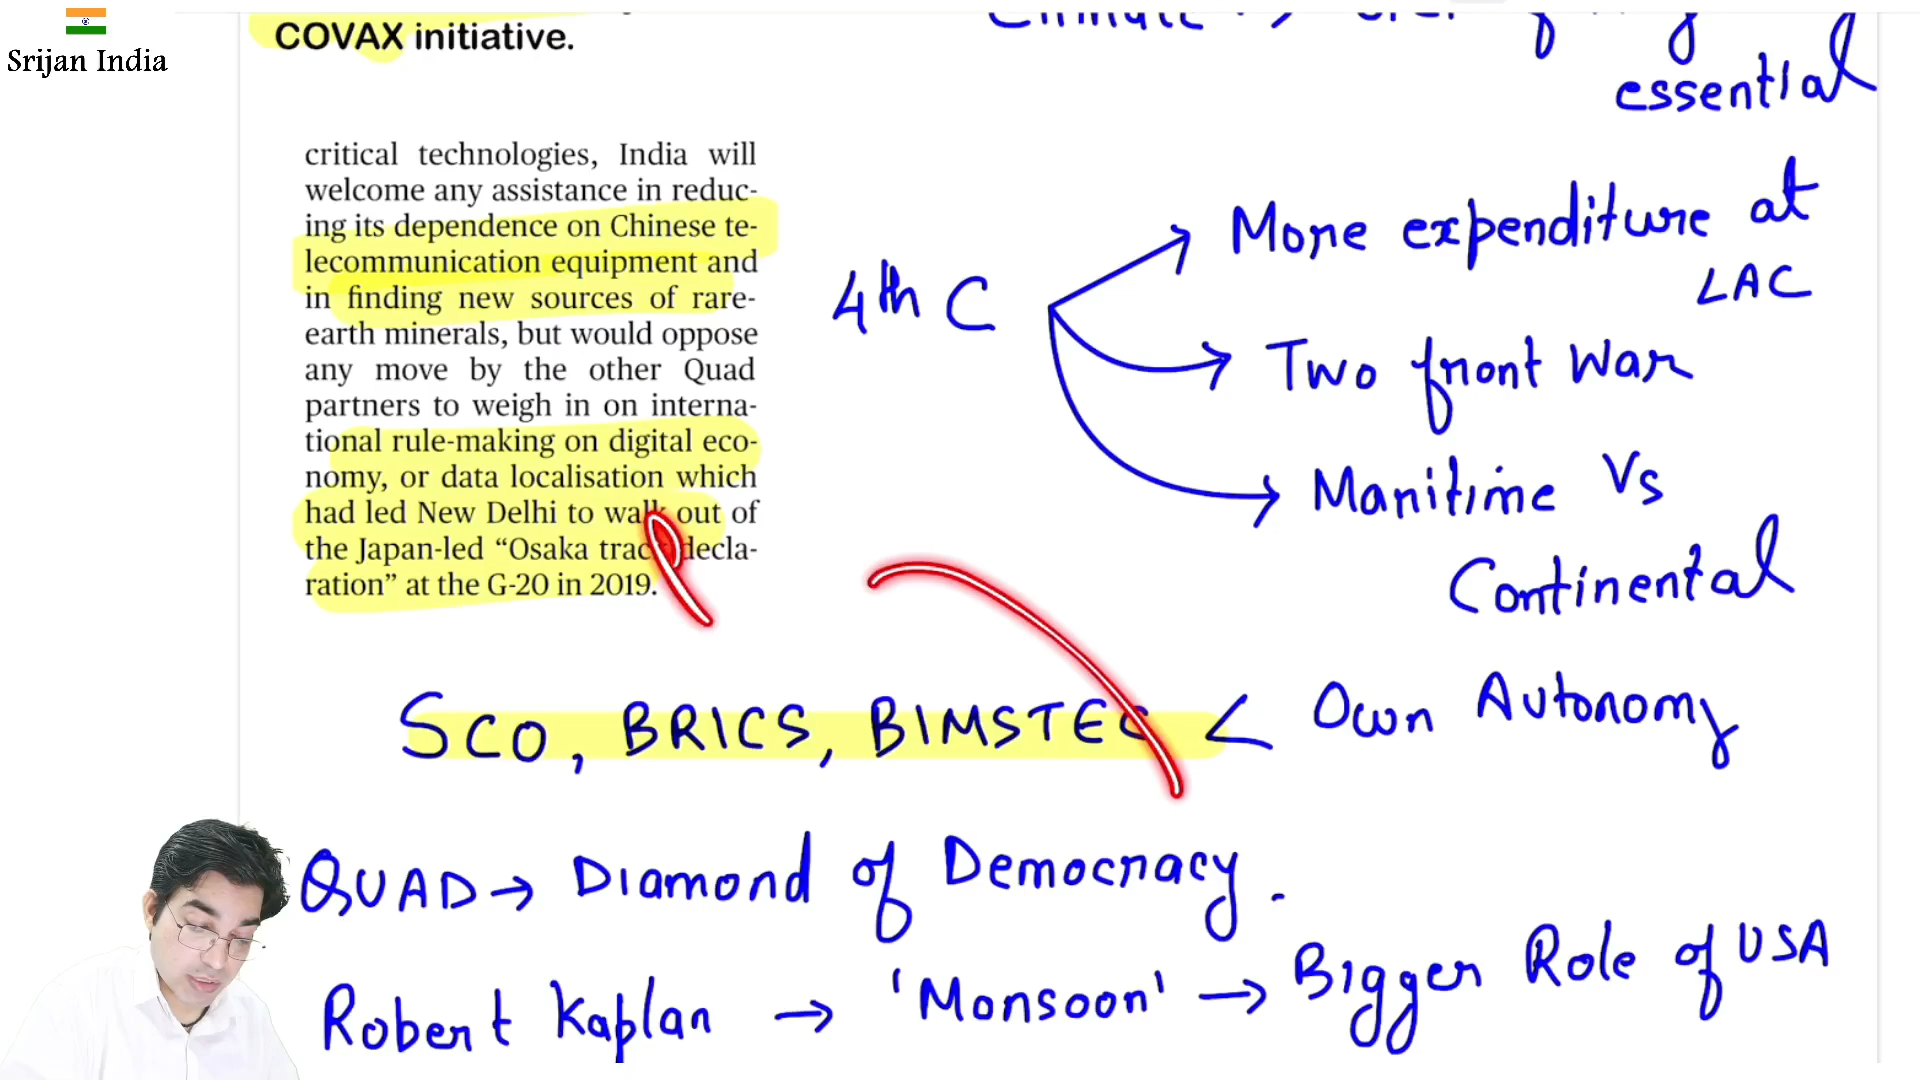 Srijan India
COVAX initiative.
essential
critical technologies, India will
welcome any assistance in reduc-
ing its dependence on Chinese te-
lecommunication equipment and
in finding new sources of rare-
earth minerals, but would oppose
any move by the other Quad
partners to weigh in on interna-
tional rule-making on digital eco-
nomy, or data localisation which
had led New Delhi to walk out of
the Japan-led “Osaka track decla-
ration” at the G-20 in 2019.
4th C
More expenditure at
LAC
Two front War
Maritime Vs
Continental
SCO, BRICS, BIMSTEC < Own Autonomy
QUAD → Diamond of Democracy.
Robert Kaplan → 'Monsoon' → Bigger Role of USA